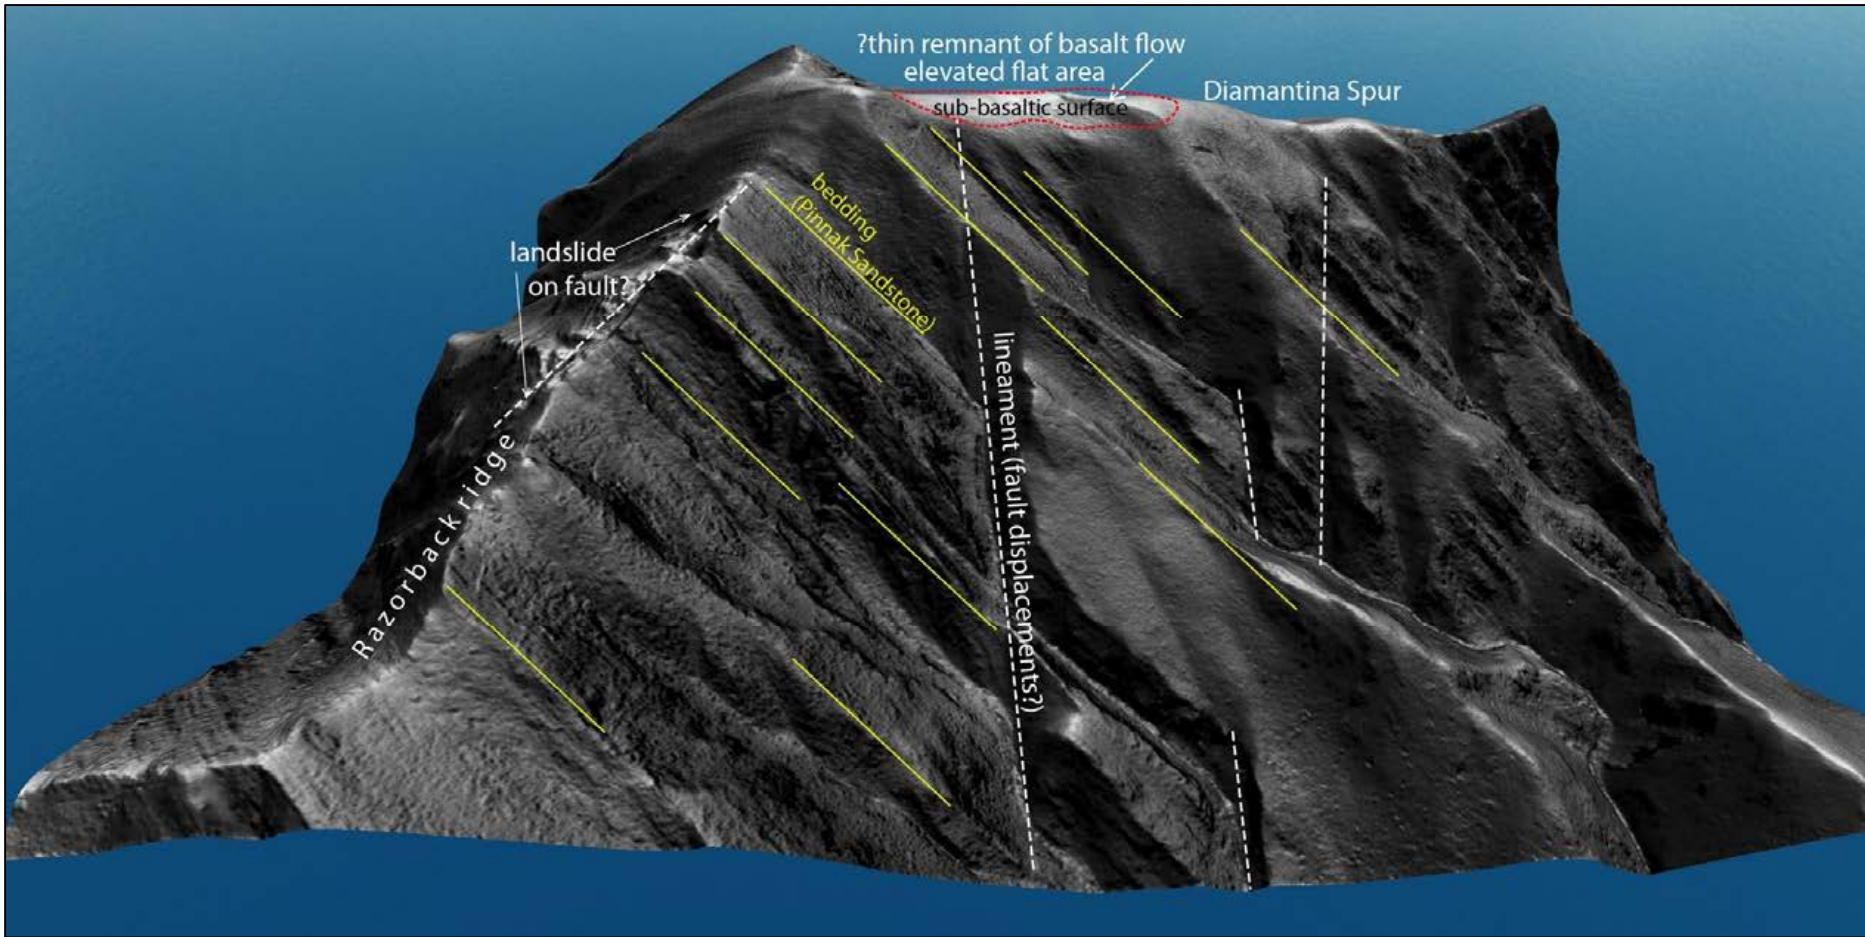 ?thin remnant of basalt flow
elevated flat area
Diamantina Spur
sub-basaltic surface
bedding
(Pinnak Sandstone)
landslide
on fault?
lineament (fault displacements?)
Razorback ridge